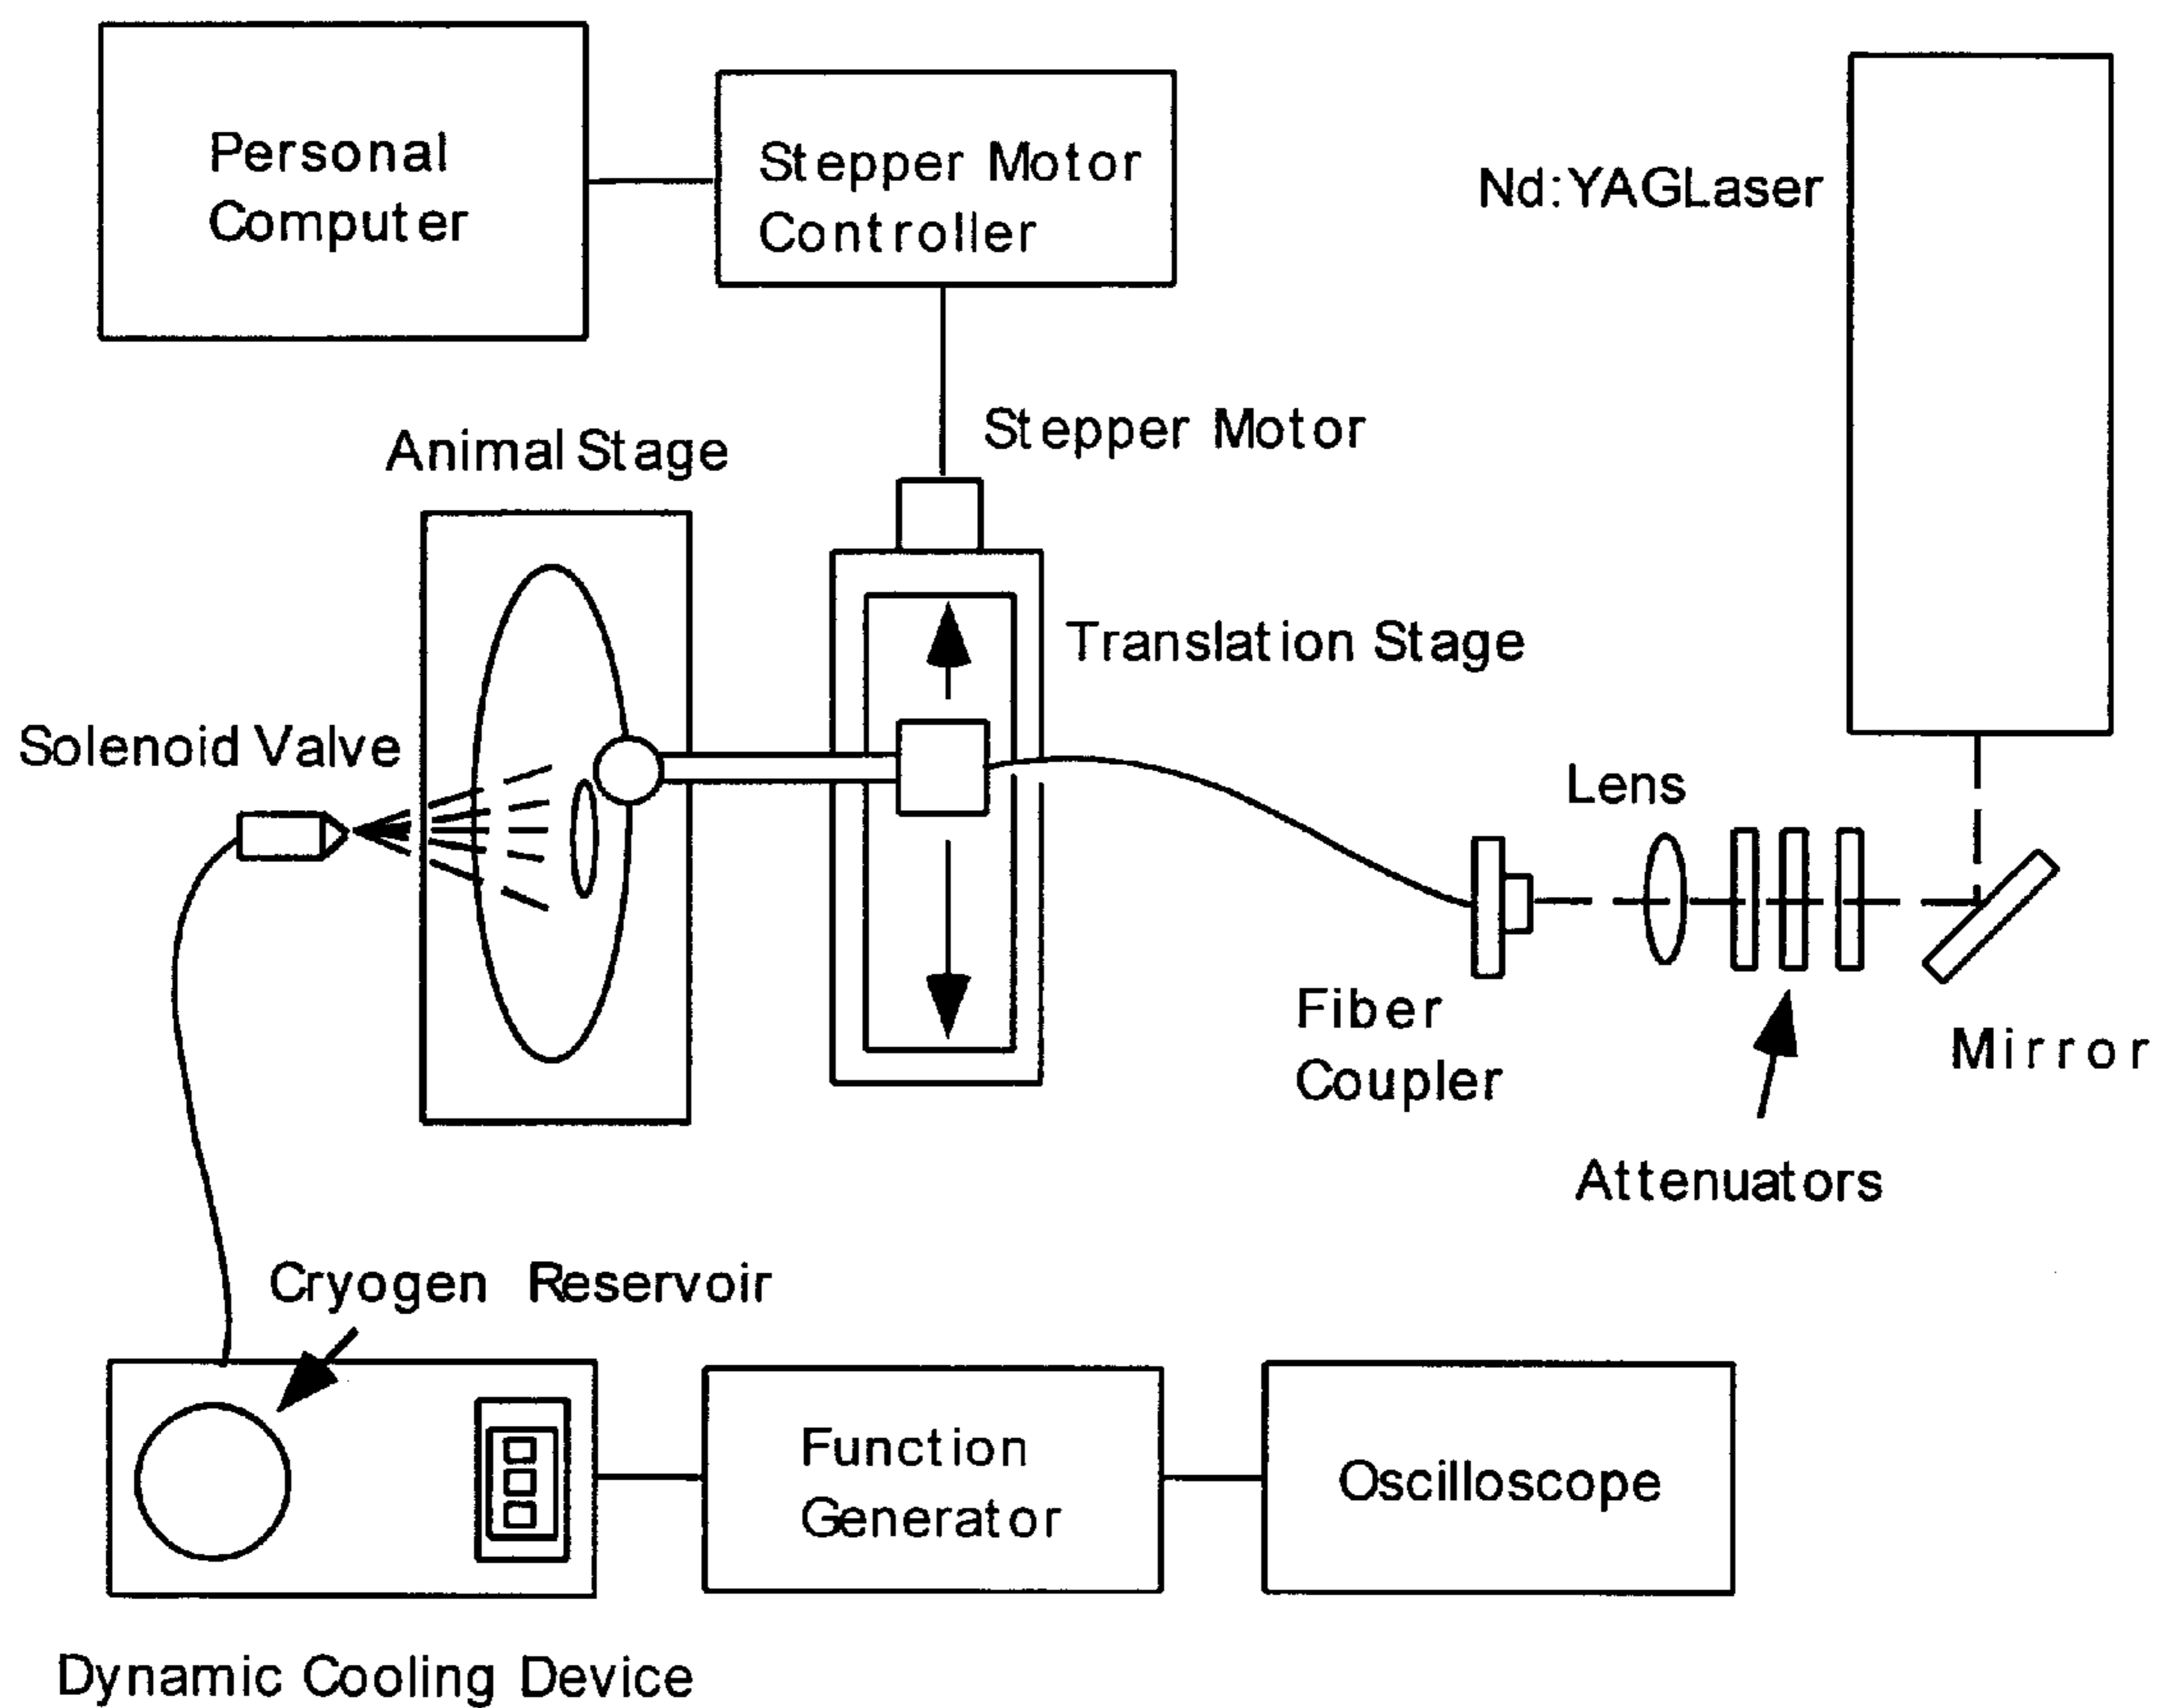 Personal
Computer
Stepper Motor
Controller
Nd:YAGLaser
Stepper Motor
Animal Stage
Translation Stage
Solenoid Valve
Lens
Fiber
Coupler
Mirror
Attenuators
Cryogen Reservoir
Function
Generator
Oscilloscope
Dynamic Cooling Device